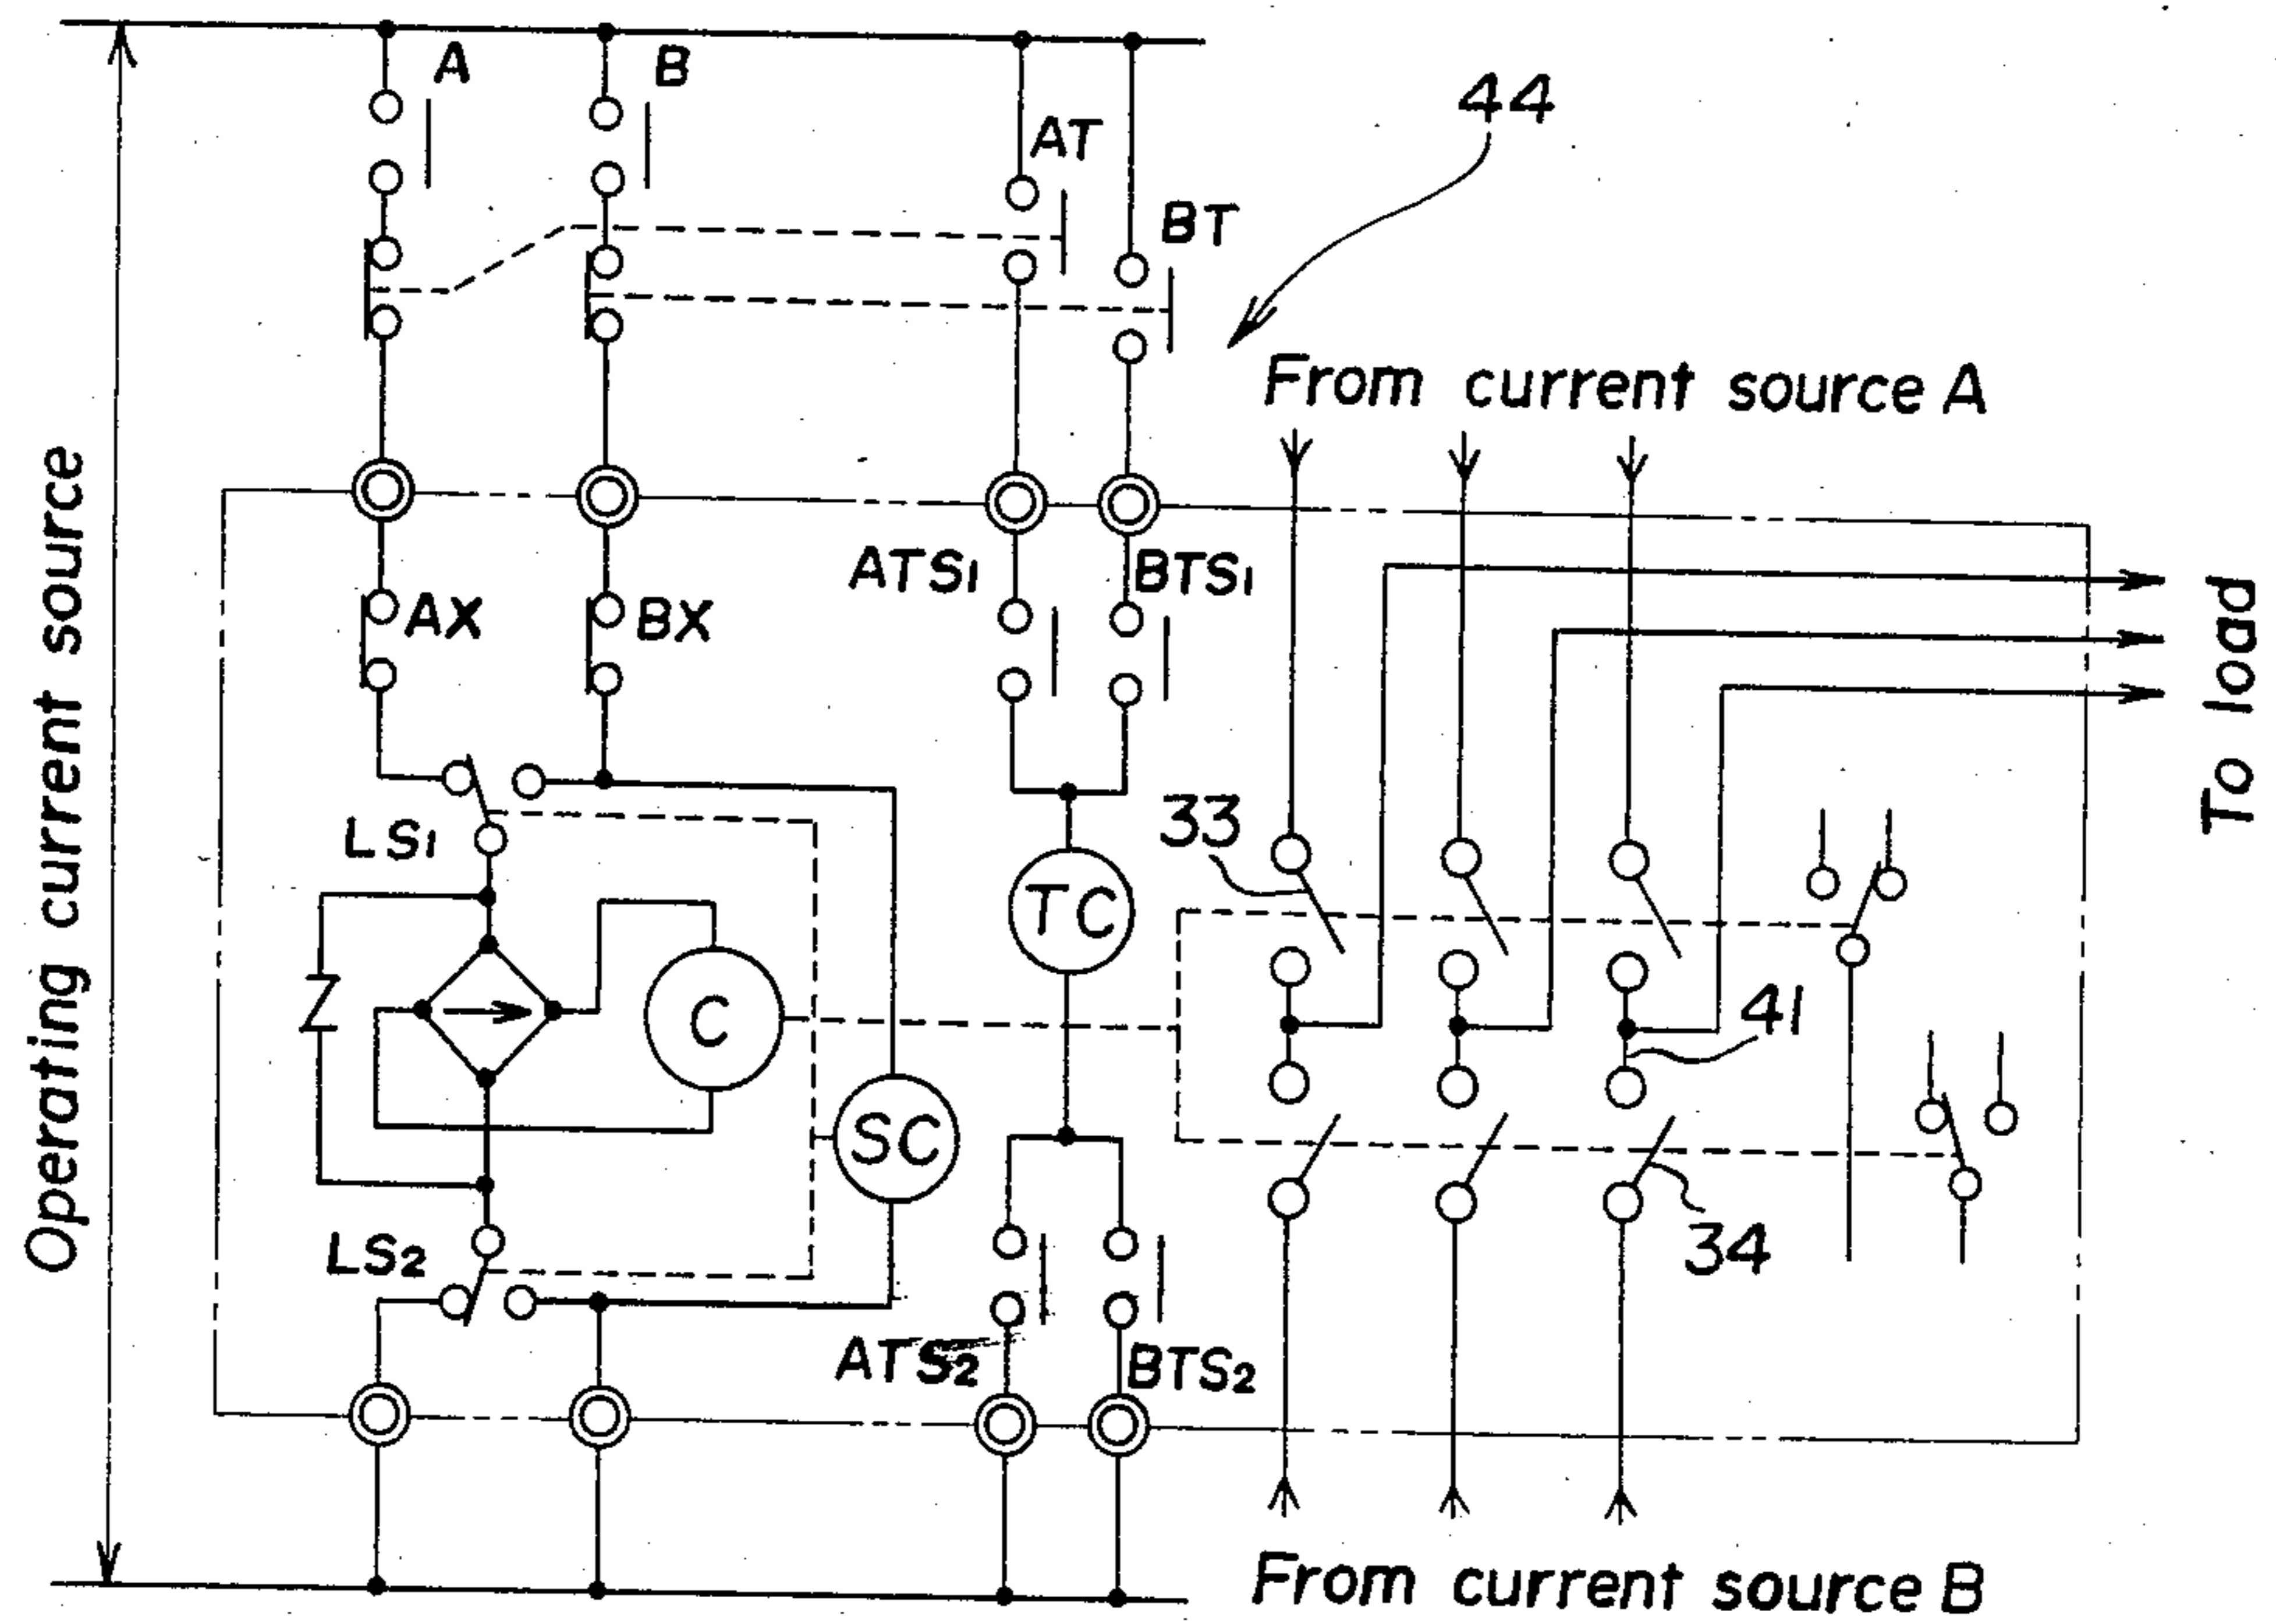 A
B
44
AT
BT
From current source A
Operating current source
ATS1
BTS1
AX
BX
To load
LS1
33
TC
C
41
SC
LS2
34
ATS2
BTS2
From current source B